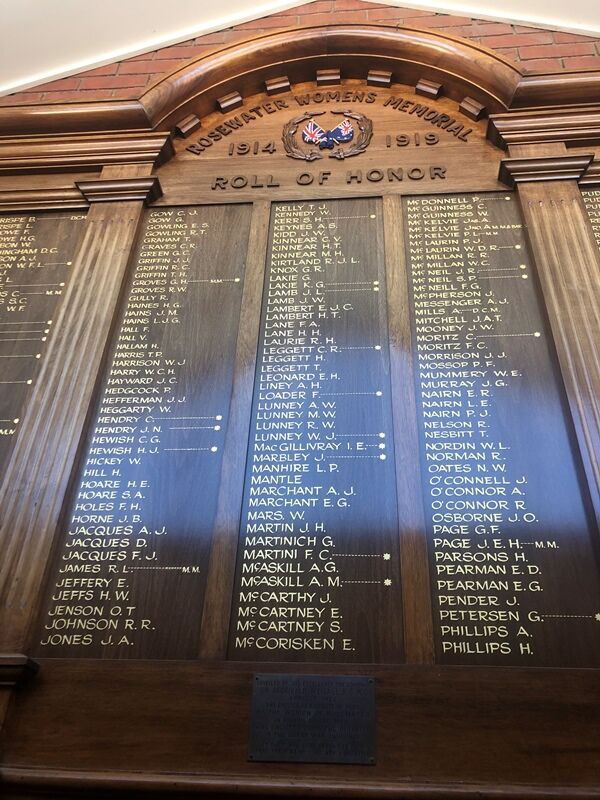 ROSEWATER WOMENS MEMORIAL
1914 1919
ROLL OF HONOR
GOW C. J.
GOW G.
GOWLING E. S.
GOWLING R. T.
GRAHAM T.
GRAVES C. R.
GREEN G. C.
GRIFFIN J. J.
GRIFFIN R. C.
GRIFFIN T. H.
GROVES G. H. M.M.
GROVES R. W.
GULLY R.
HAINES H. G.
HAINS J. M.
HAINS L. J. G.
HALL F.
HALL V.
HALLAM H.
HARRIS T. P.
HARRISON W. J.
HARRY W. C. H.
HAYWARD J. C.
HEDGCOCK P.
HEFFERMAN J. J.
HEGGARTY W.
HENDRY C.
HENDRY J. N.
HEWISH C. G.
HEWISH H. J.
HICKEY W.
HILL H.
HOARE H. E.
HOARE S. A.
HOLES F. H.
HORNE J. B.
JACQUES A. J.
JACQUES D.
JACQUES F. J.
JAMES R. L. M.M.
JEFFERY E.
JEFFS H. W.
JENSON O. T
JOHNSON R. R.
JONES J. A.
KELLY T. J.
KENNEDY W.
KERR S. H.
KEYNES A. S.
KIDD J. W.
KINNEAR C. V.
KINNEAR H. T.
KINNEAR M. H.
KIRTLAND R. J. L.
KNOX G. R.
LAKIE G.
LAKIE K. G.
LAMB J. L.
LAMB J. W.
LAMBERT E. J. C.
LAMBERT H. T.
LANE F. A.
LANE H. H.
LAURIE R. H.
LEGGETT C. R.
LEGGETT H.
LEGGETT T.
LEONARD E. H.
LINEY A. H.
LOADER F.
LUNNEY A. W.
LUNNEY M. W.
LUNNEY R. W.
LUNNEY W. J.
MACGILLIVRAY I. E.
MARBLEY J.
MANHIRE L. P.
MANTLE
MARCHANT A. J.
MARCHANT E. G.
MARS. W.
MARTIN J. H.
MARTINICH G.
MARTINI F. C.
McASKILL A. G.
McASKILL A. M.
McCARTHY J.
McCARTNEY E.
McCARTNEY S.
McCORISKEN E.
McDONNELL P.
McGUINNESS C.
McGUINNESS W.
McKELVIE
McKELVIE P. L.
McLAURIN P. J.
McLAURIN W. D. R.
McMILLAN R. R.
McMILLAN W. C.
McNEIL J. R.
McNEIL S. P.
McNEILL F. G.
McPHERSON J.
MESSENGER A. J.
MILLS A. D.C.M.
MITCHELL J. A. T.
MOONEY J. W.
MORITZ C.
MORITZ F. C.
MORRISON J. J.
MOSSOP P. F.
MUMMERY W. E.
MURRAY J. G.
NAIRN E. R.
NAIRN L. E.
NAIRN P. J.
NELSON R.
NESBITT T.
NORDIN W. L.
NORMAN R.
OATES N. W.
O'CONNELL J.
O'CONNOR A.
O'CONNOR R
OSBORNE J. O.
PAGE G. F.
PAGE J. E. H. M.M.
PARSONS H.
PEARMAN E. D.
PEARMAN E. G.
PENDER J.
PETERSEN G.
PHILLIPS A.
PHILLIPS H.